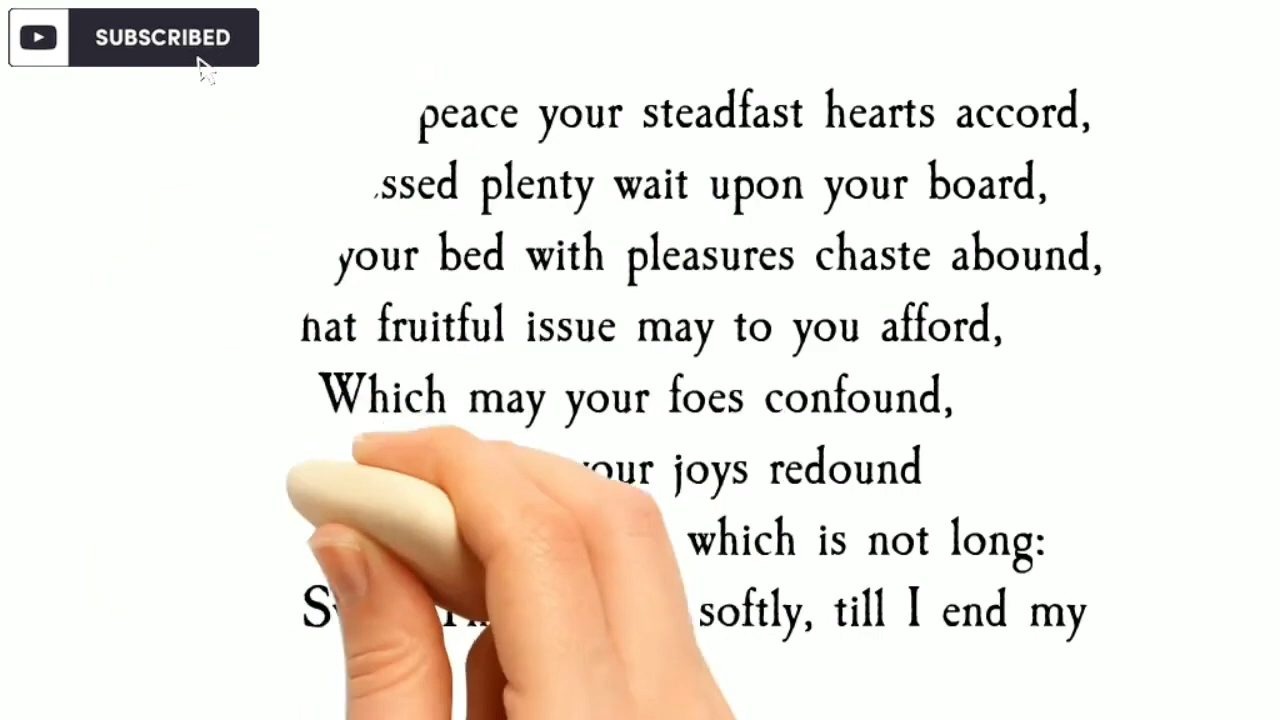 SUBSCRIBED
peace your steadfast hearts accord,
ssed plenty wait upon your board,
your bed with pleasures chaste abound,
hat fruitful issue may to you afford,
Which may your foes confound,
your joys redound
which is not long:
softly, till I end my